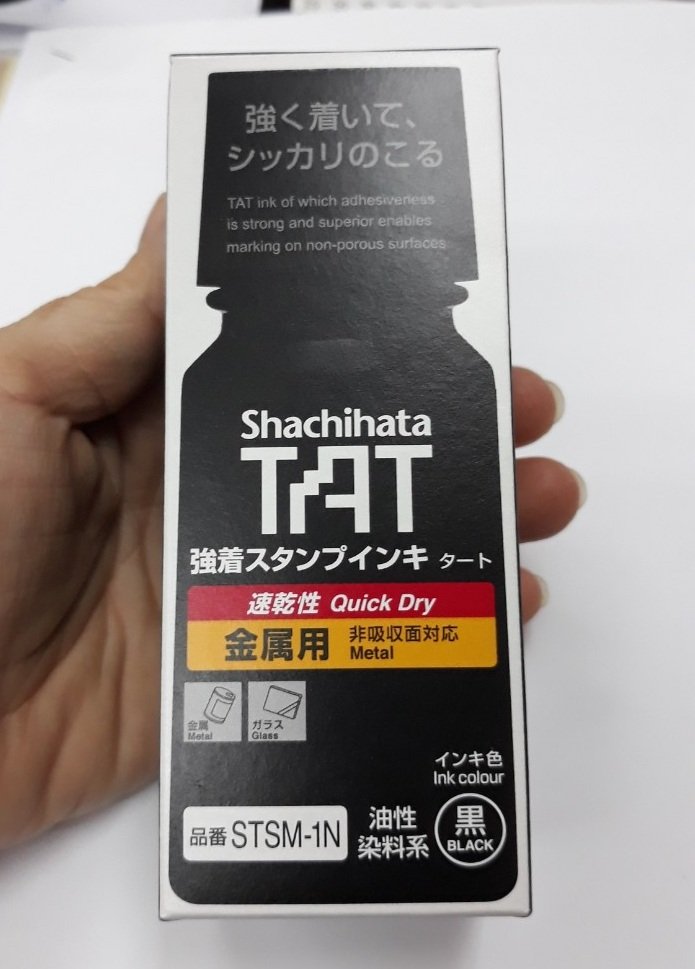 強く着いて、
シッカリのこる
TAT ink of which adhesiveness
is strong and superior enables
marking on non-porous surfaces
Shachihata
TAT
強着スタンプインキ タート
速乾性 Quick Dry
金属用 非吸収面対応
Metal
金属
Metal
ガラス
Glass
インキ色
Ink colour
品番 STSM-1N
油性
染料系
黒
BLACK